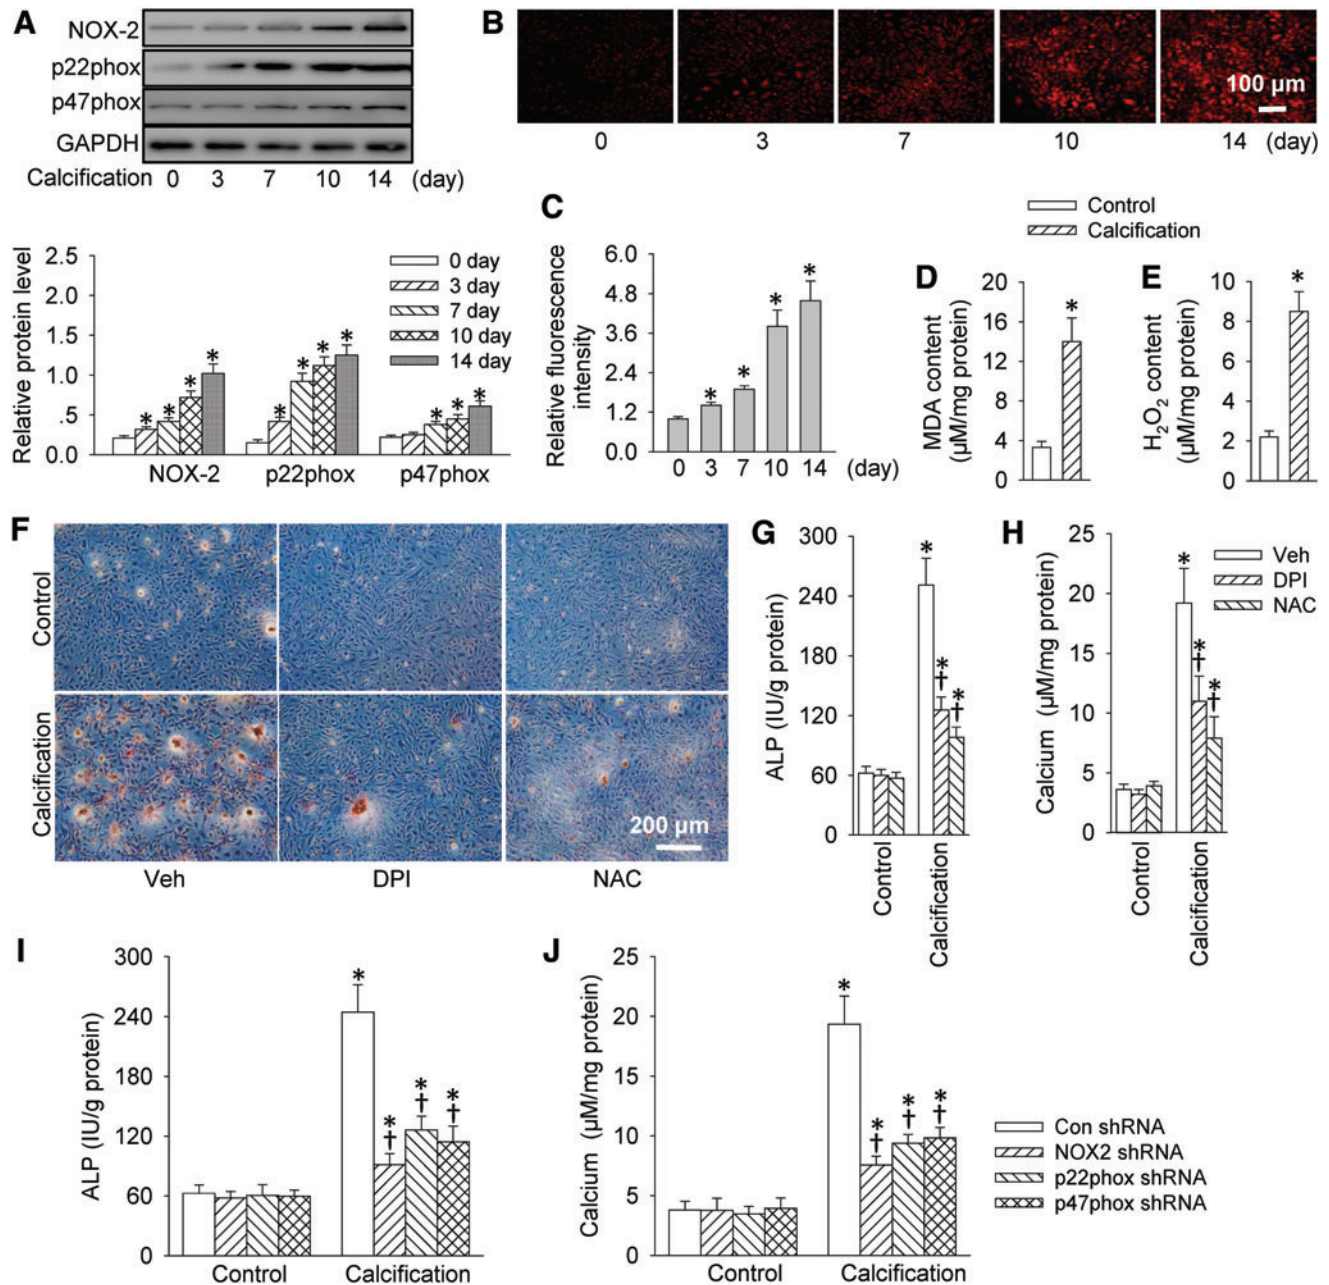 A
NOX-2
p22phox
p47phox
GAPDH
Calcification 0 3 7 10 14 (day)
B
100 µm
0 3 7 10 14 (day)
Relative protein level
2.5
2.0
1.5
1.0
.5
0.0
0 day
3 day
7 day
10 day
14 day
* * * *
* * * *
* * *
NOX-2 p22phox p47phox
C
Relative fluorescence
intensity
6.0
4.8
3.6
2.4
1.2
0.0
* * * *
0 3 7 10 14 (day)
Control
Calcification
D
MDA content
(µM/mg protein)
20
16
12
8
4
0
*
E
H₂O₂ content
(µM/mg protein)
10
8
6
4
2
0
*
F
Control
Calcification
200 µm
Veh DPI NAC
G
ALP (IU/g protein)
300
240
180
120
60
0
*
* *
† †
Control
Calcification
H
Calcium (µM/mg protein)
25
20
15
10
5
0
*
* *
† †
Control
Calcification
Veh
DPI
NAC
I
ALP (IU/g protein)
300
240
180
120
60
0
*
* * *
† † †
Control Calcification
J
Calcium (µM/mg protein)
25
20
15
10
5
0
*
* * *
† † †
Control Calcification
Con shRNA
NOX2 shRNA
p22phox shRNA
p47phox shRNA